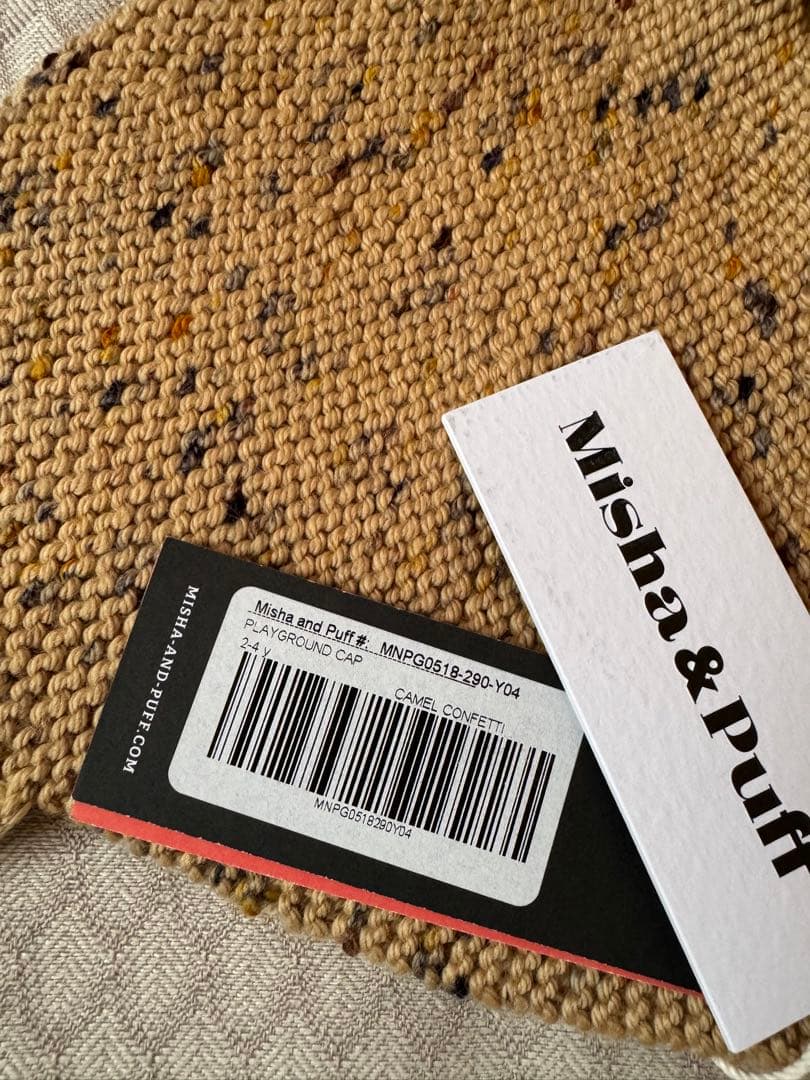 Misha & Puff
MISHA-AND-PUFF.COM
Misha and Puff #: MNPG0518-290-Y04
PLAYGROUND CAP
2-4 y
CAMEL CONFETTI
MNPG0518290Y04